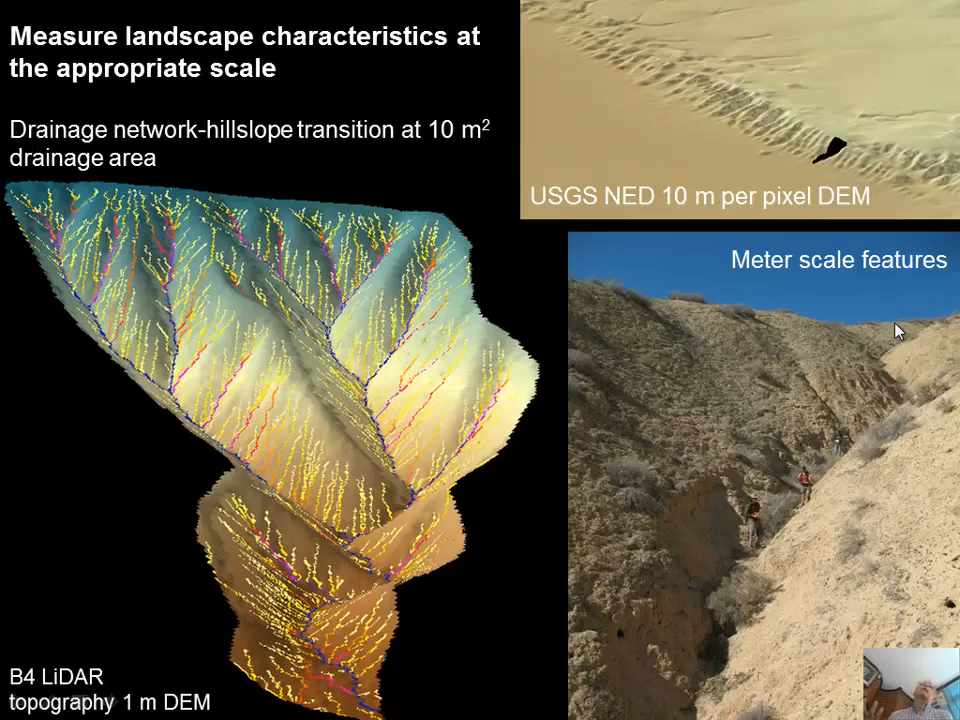 Measure landscape characteristics at
the appropriate scale
Drainage network-hillslope transition at 10 m²
drainage area
USGS NED 10 m per pixel DEM
Meter scale features
B4 LiDAR
topography 1 m DEM